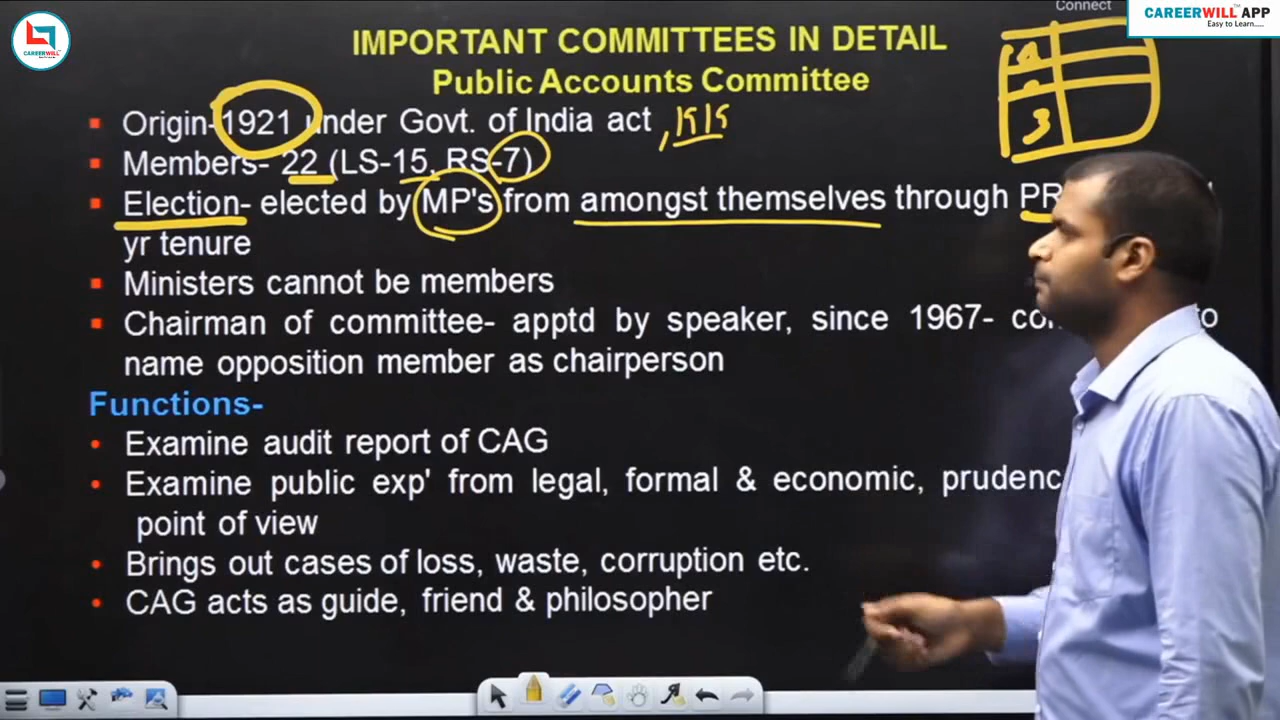 Connect
CAREERWILL APP
Easy to Learn.....
CAREERWILL
IMPORTANT COMMITTEES IN DETAIL
Public Accounts Committee
Origin-1921 under Govt. of India act , 1919
Members- 22 (LS-15, RS-7)
Election- elected by MP's from amongst themselves through PR
yr tenure
Ministers cannot be members
Chairman of committee- apptd by speaker, since 1967- to
name opposition member as chairperson
Functions-
Examine audit report of CAG
Examine public exp' from legal, formal & economic,
point of view
Brings out cases of loss, waste, corruption etc.
CAG acts as guide, friend & philosopher